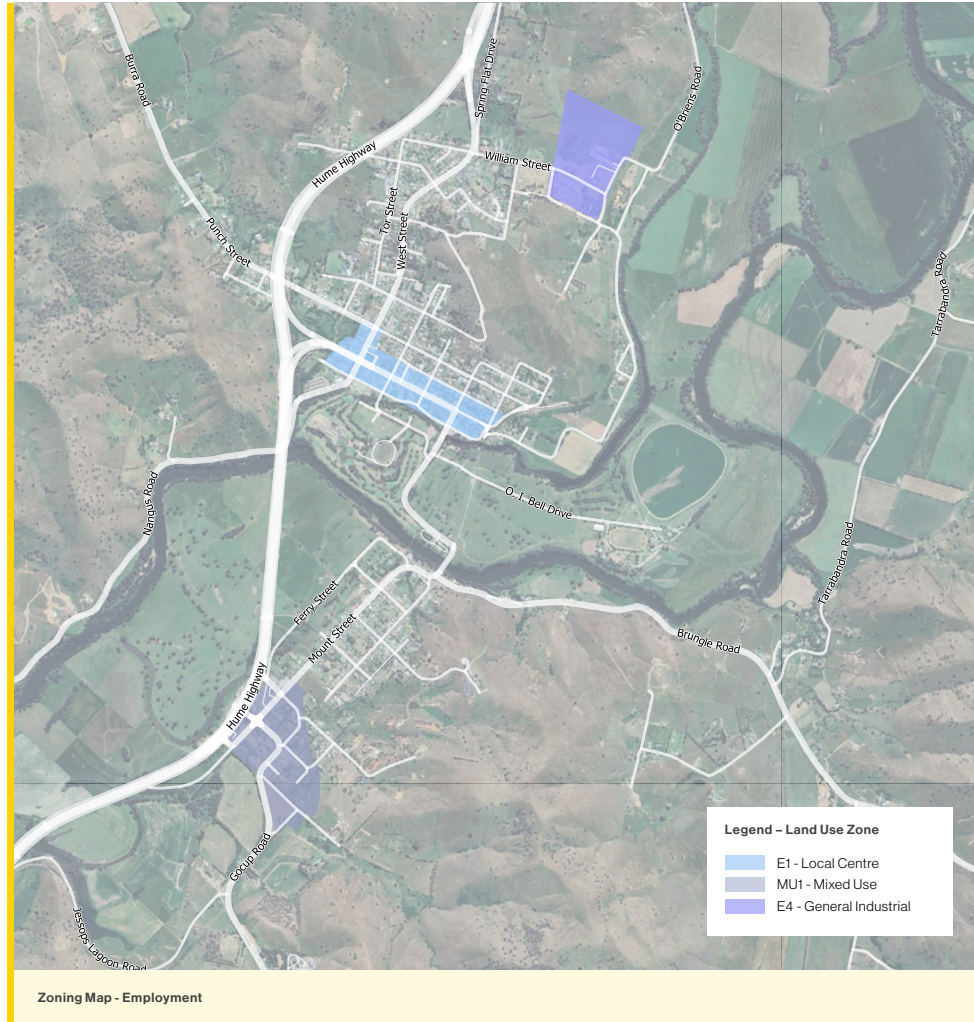 Spring Flat Drive
Burra Road
O'Briens Road
Hume Highway
William Street
Tor Street
West Street
Punch Street
Tarrabandra Road
Nangus Road
O. I. Bell Drive
Tarrabandra Road
Ferry Street
Mount Street
Brungle Road
Hume Highway
Gocup Road
Jessops Lagoon Road
Legend – Land Use Zone
E1 - Local Centre
MU1 - Mixed Use
E4 - General Industrial
Zoning Map - Employment